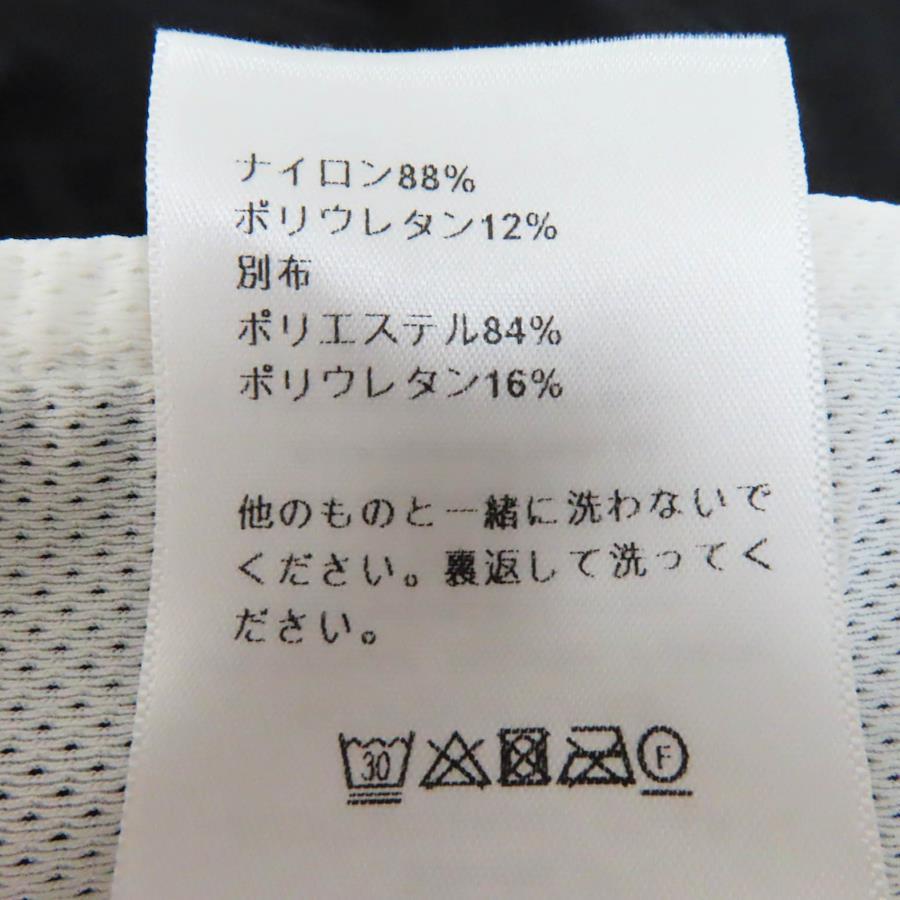 ナイロン88%
ポリウレタン12%
別布
ポリエステル84%
ポリウレタン16%
他のものと一緒に洗わないで
ください。裏返して洗ってく
ださい。
30 F